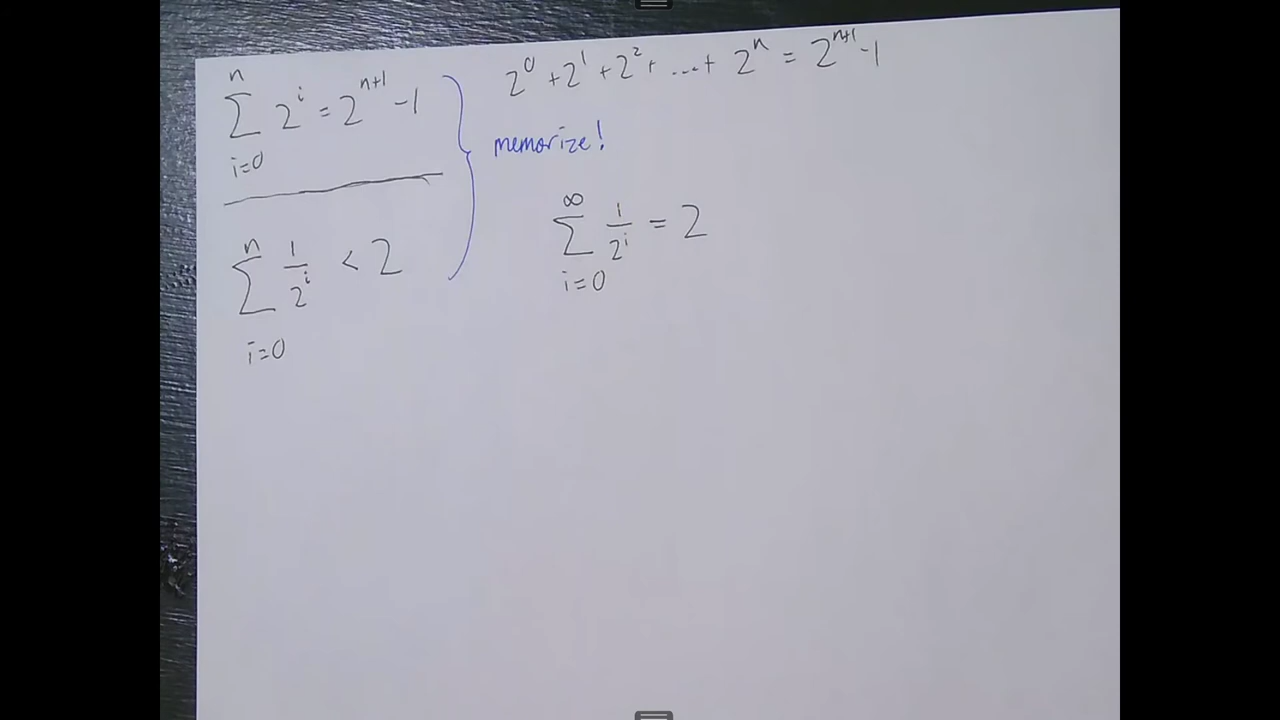 n
∑ 2^i = 2^{n+1} - 1
i=0
2^0 + 2^1 + 2^2 + ... + 2^n = 2^{n+1} - 1
memorize!
n
∑ 1/2^i < 2
i=0
∞
∑ 1/2^i = 2
i=0